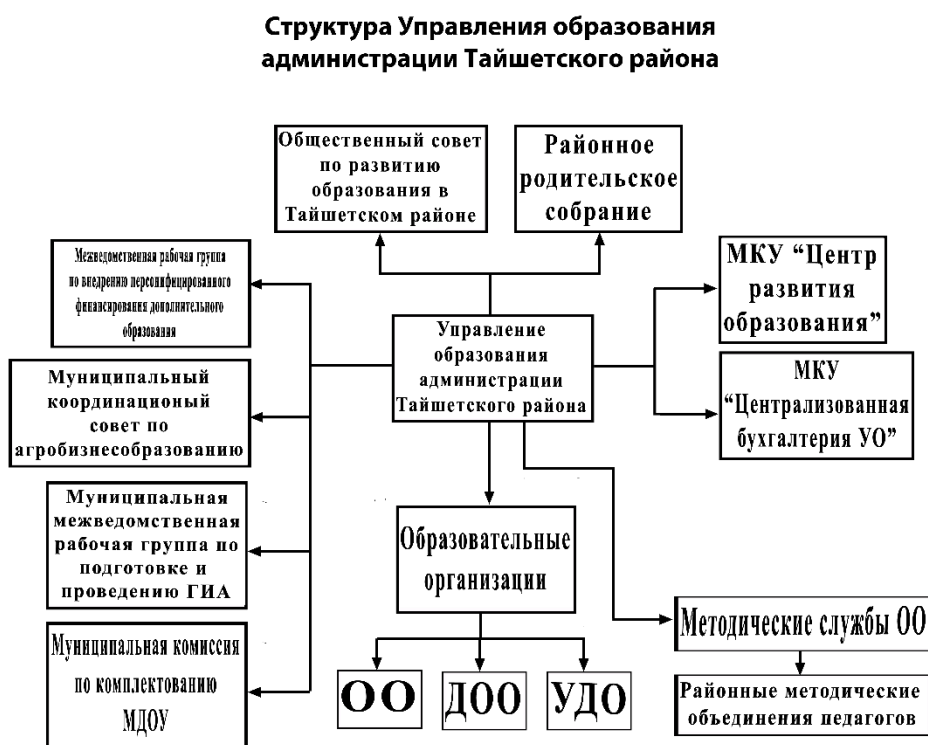 Структура Управления образования
администрации Тайшетского района
Общественный совет
по развитию
образования в
Тайшетском районе
Районное
родительское
собрание
Межведомственная рабочая группа
по внедрению персонифицированного
финансирования дополнительного
образования
МКУ “Центр
развития
образования”
Управление
образования
администрации
Тайшетского района
Муниципальный
координационый
совет по
агробизнесобразованию
МКУ
“Централизованная
бухгалтерия УО”
Муниципальная
межведомственная
рабочая группа по
подготовке и
проведению ГИА
Образовательные
организации
Муниципальная комиссия
по комплектованию
МДОУ
ОО
ДОО
УДО
Методические службы ОО
Районные методические
объединения педагогов